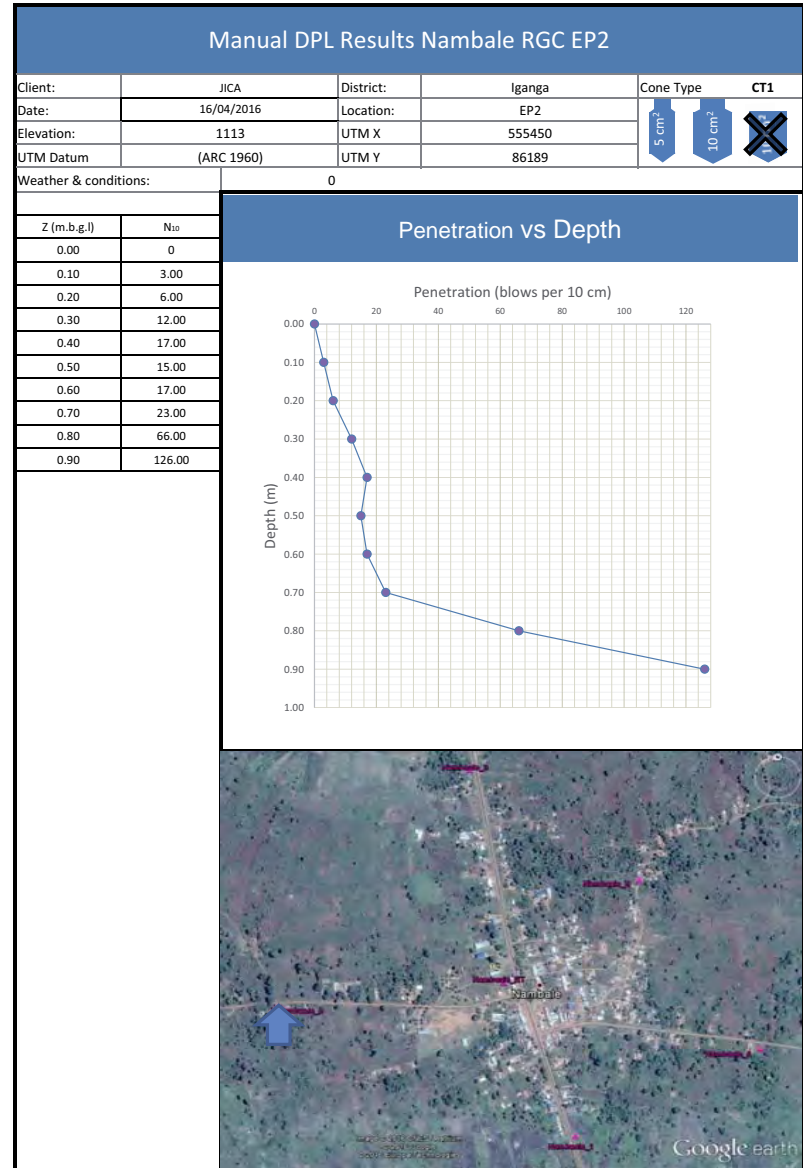 Manual DPL Results Nambale RGC EP2
Client: JICA District: Iganga Cone Type CT1
Date: 16/04/2016 Location: EP2
Elevation: 1113 UTM X 555450
UTM Datum (ARC 1960) UTM Y 86189
5 cm²
10 cm²
Weather & conditions: 0
Z (m.b.g.l) N10
0.00 0
0.10 3.00
0.20 6.00
0.30 12.00
0.40 17.00
0.50 15.00
0.60 17.00
0.70 23.00
0.80 66.00
0.90 126.00
Penetration vs Depth
Penetration (blows per 10 cm)
0 20 40 60 80 100 120
0.00
0.10
0.20
0.30
0.40
0.50
0.60
0.70
0.80
0.90
1.00
Depth (m)
Nambale
Google earth